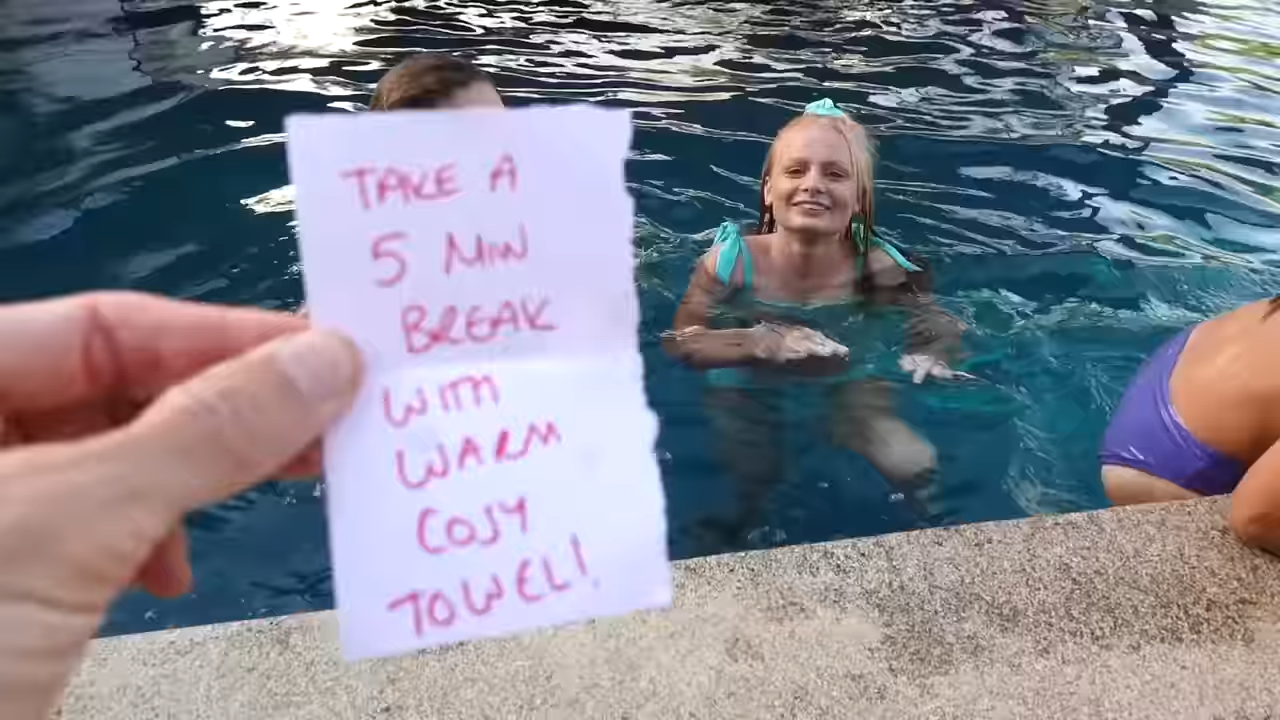 TAKE A
5 MIN
BREAK
WITH
WARM
COSY
TOWEL!